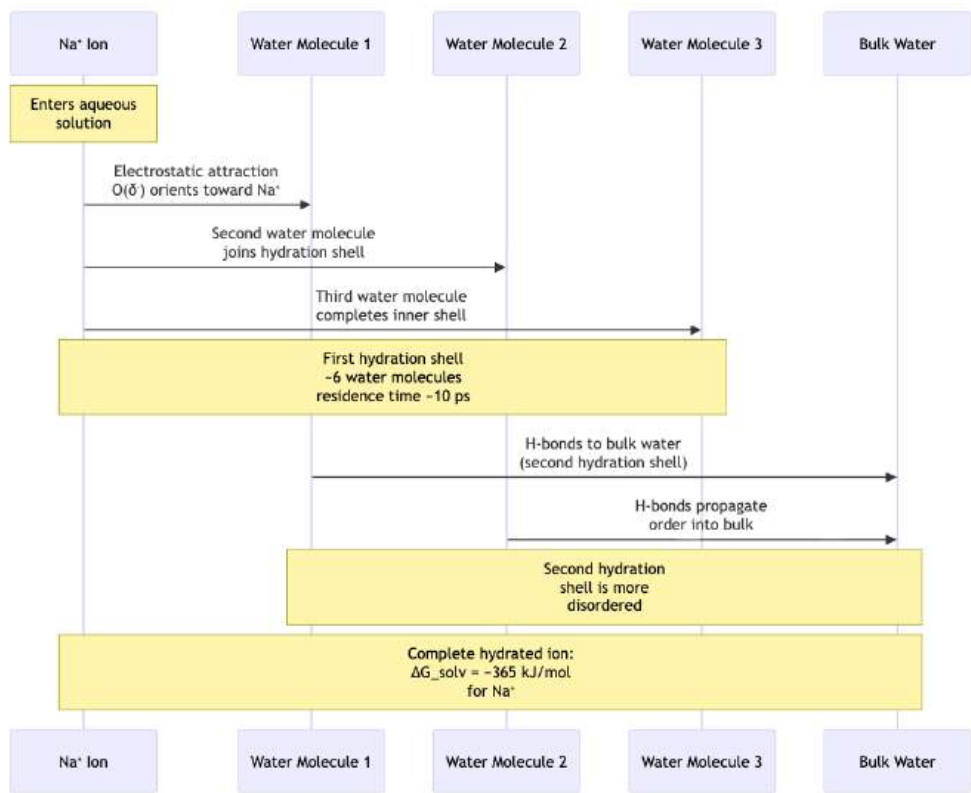 Na⁺ Ion
Water Molecule 1
Water Molecule 2
Water Molecule 3
Bulk Water
Enters aqueous
solution
Electrostatic attraction
O(δ⁻) orients toward Na⁺
Second water molecule
joins hydration shell
Third water molecule
completes inner shell
First hydration shell
~6 water molecules
residence time ~10 ps
H-bonds to bulk water
(second hydration shell)
H-bonds propagate
order into bulk
Second hydration
shell is more
disordered
Complete hydrated ion:
ΔG_solv = −365 kJ/mol
for Na⁺
Na⁺ Ion
Water Molecule 1
Water Molecule 2
Water Molecule 3
Bulk Water